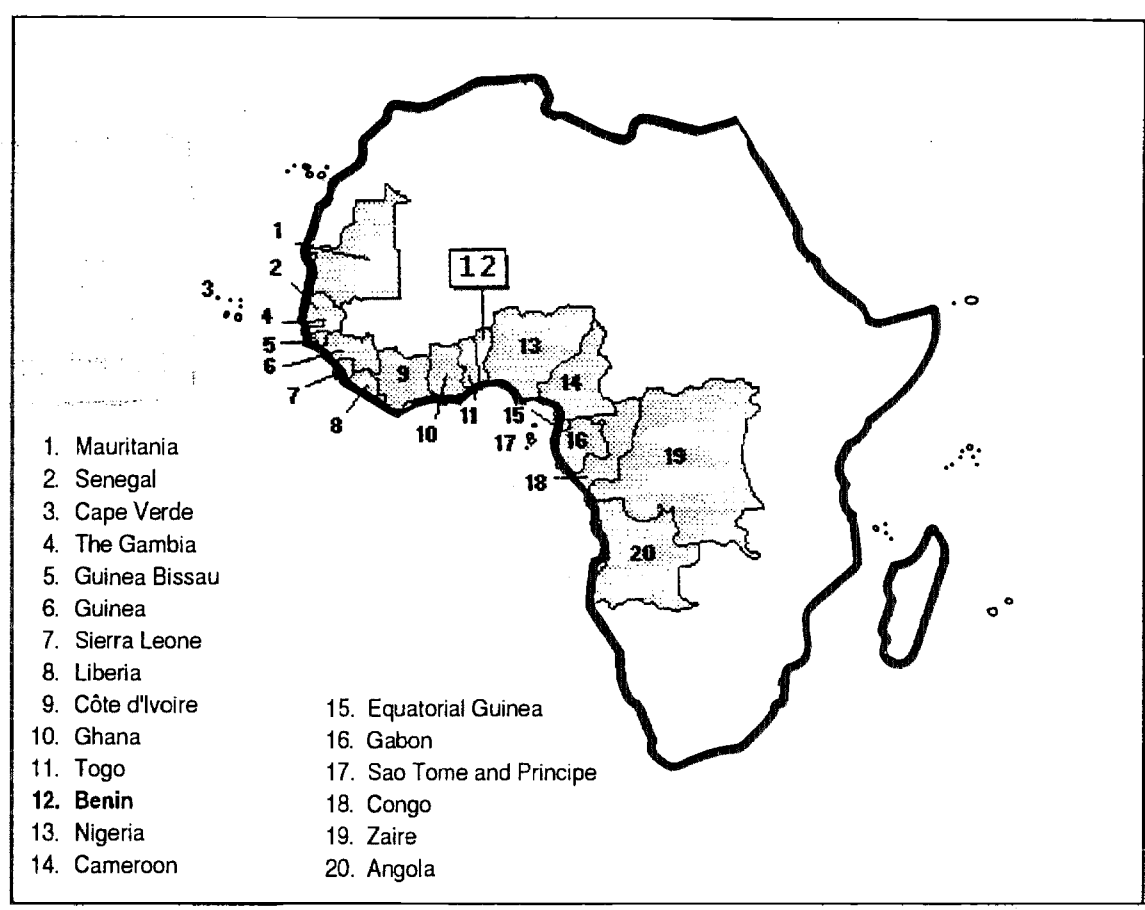 1
2
3
4
5
6
7
8
9
10
11
12
13
14
15
16
17
18
19
20
1. Mauritania
2. Senegal
3. Cape Verde
4. The Gambia
5. Guinea Bissau
6. Guinea
7. Sierra Leone
8. Liberia
9. Côte d'Ivoire
10. Ghana
11. Togo
12. Benin
13. Nigeria
14. Cameroon
15. Equatorial Guinea
16. Gabon
17. Sao Tome and Principe
18. Congo
19. Zaire
20. Angola